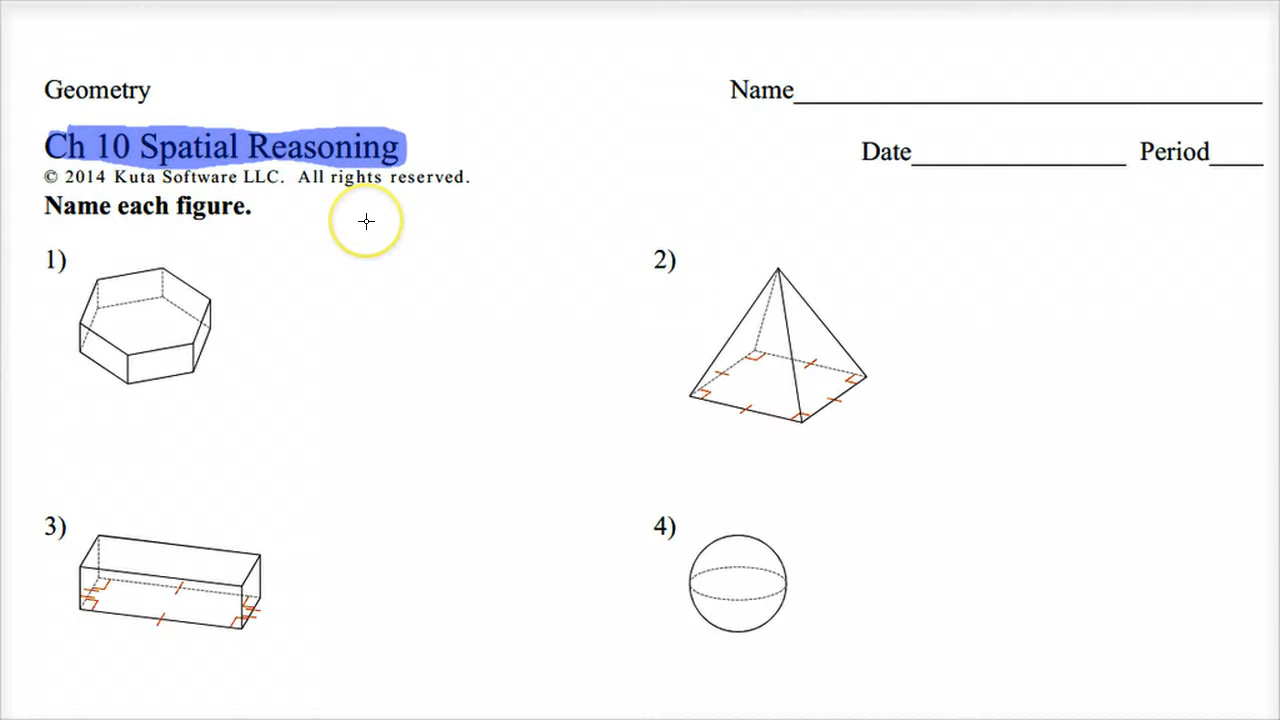 Geometry
Name
Ch 10 Spatial Reasoning
Date Period
© 2014 Kuta Software LLC. All rights reserved.
Name each figure.
1)
2)
3)
4)